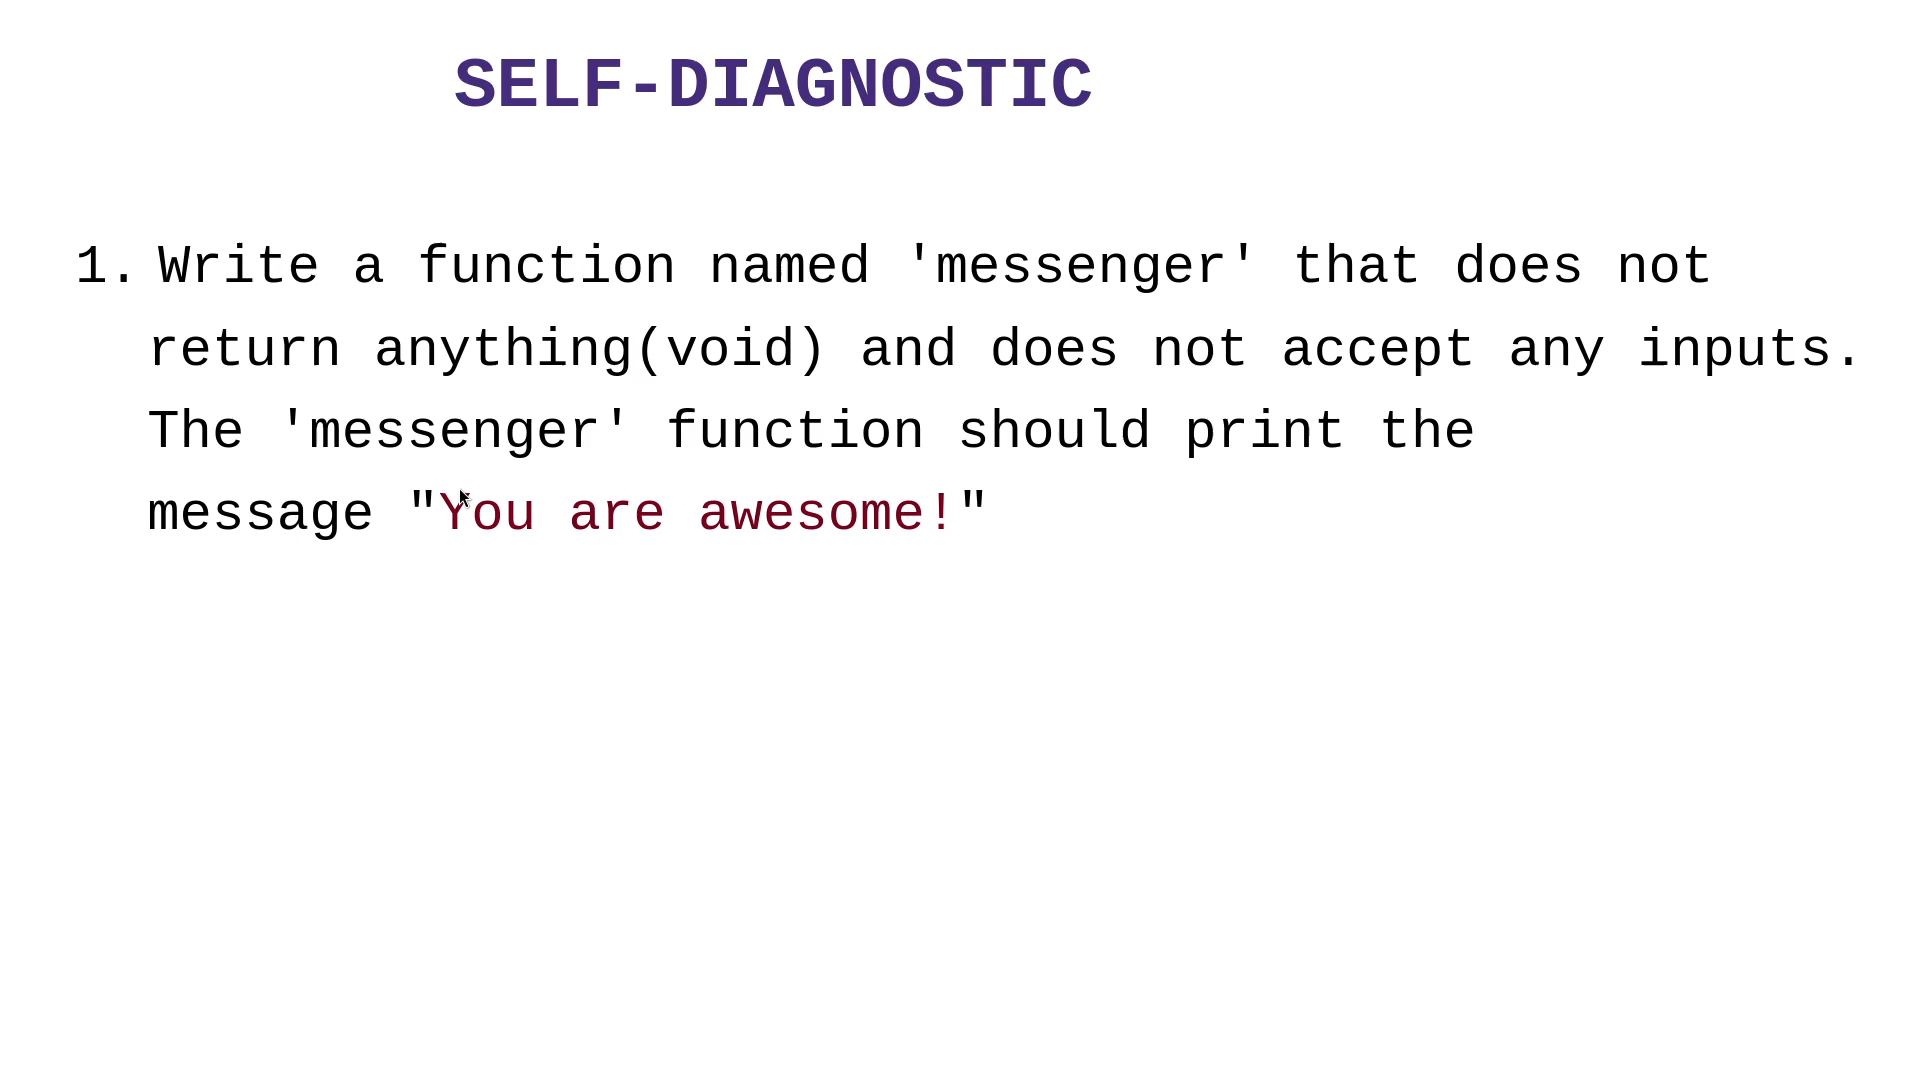 SELF-DIAGNOSTIC
1. Write a function named 'messenger' that does not
return anything(void) and does not accept any inputs.
The 'messenger' function should print the
message "You are awesome!"